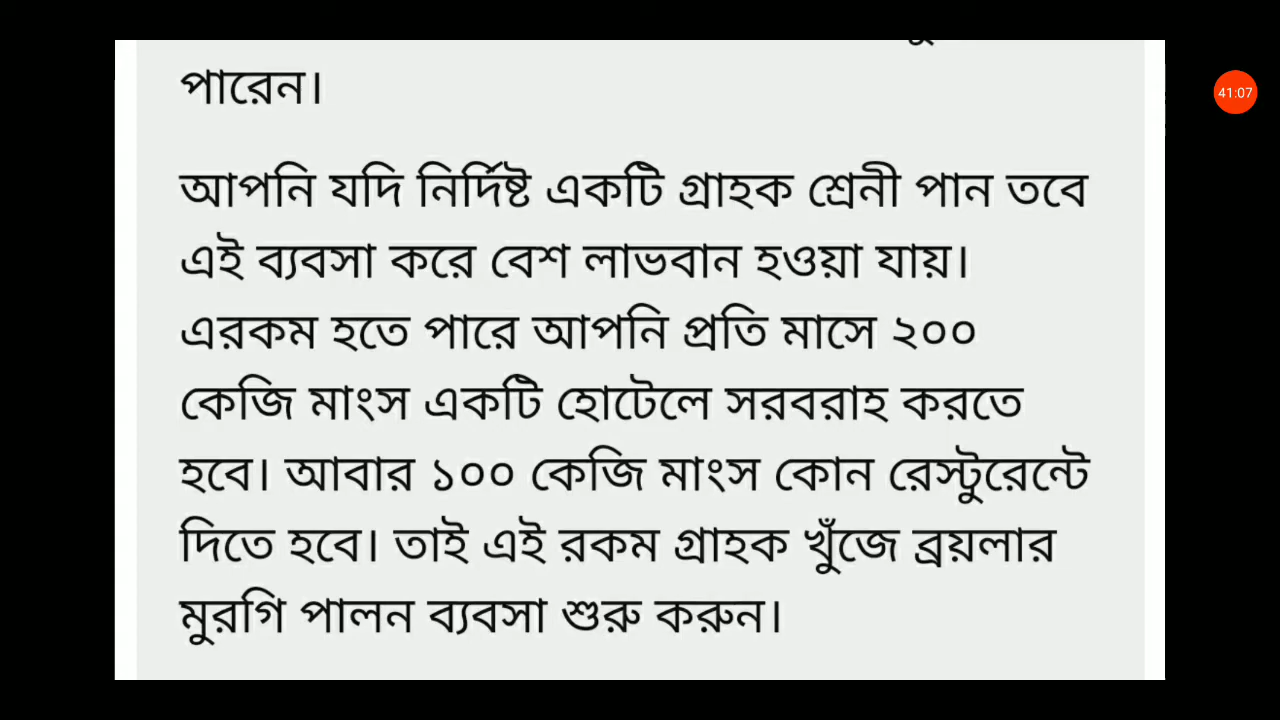 পারেন।
আপনি যদি নির্দিষ্ট একটি গ্রাহক শ্রেনী পান তবে
এই ব্যবসা করে বেশ লাভবান হওয়া যায়।
এরকম হতে পারে আপনি প্রতি মাসে ২০০
কেজি মাংস একটি হোটেলে সরবরাহ করতে
হবে। আবার ১০০ কেজি মাংস কোন রেস্টুরেন্টে
দিতে হবে। তাই এই রকম গ্রাহক খুঁজে ব্রয়লার
মুরগি পালন ব্যবসা শুরু করুন।
41:07